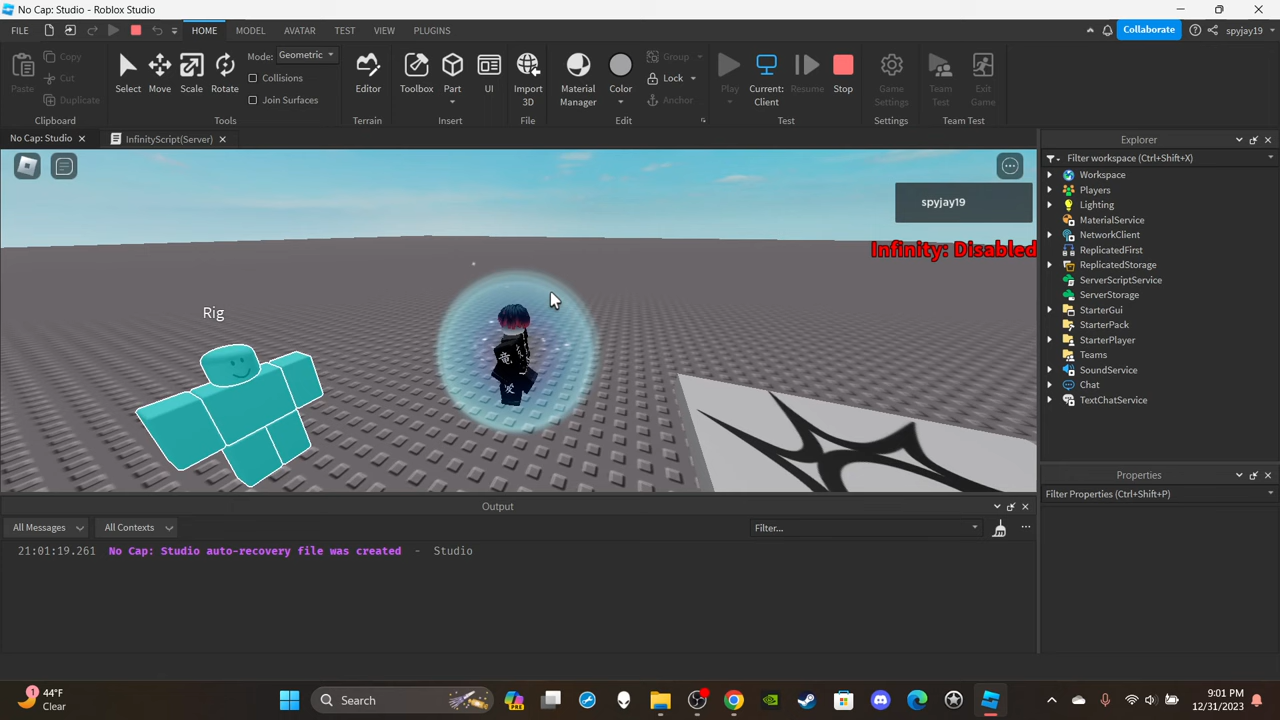 No Cap: Studio - Roblox Studio
FILE HOME MODEL AVATAR TEST VIEW PLUGINS Collaborate spyjay19
Paste Copy Cut Duplicate
Select Move Scale Rotate
Mode: Geometric
Collisions
Join Surfaces
Editor Toolbox Part UI Import 3D
Material Manager Color Group Lock Anchor
Play Current: Client Resume Stop Game Settings Team Test Exit Game
Clipboard Tools Terrain Insert File Edit Test Settings Team Test
No Cap: Studio InfinityScript(Server)
spyjay19
Infinity: Disabled
Rig
竜
愛
Explorer
Filter workspace (Ctrl+Shift+X)
Workspace
Players
Lighting
MaterialService
NetworkClient
ReplicatedFirst
ReplicatedStorage
ServerScriptService
ServerStorage
StarterGui
StarterPack
StarterPlayer
Teams
SoundService
Chat
TextChatService
Properties
Filter Properties (Ctrl+Shift+P)
Output
All Messages All Contexts Filter...
21:01:19.261 No Cap: Studio auto-recovery file was created - Studio
1
44°F
Clear
Search
PRE
9:01 PM
12/31/2023